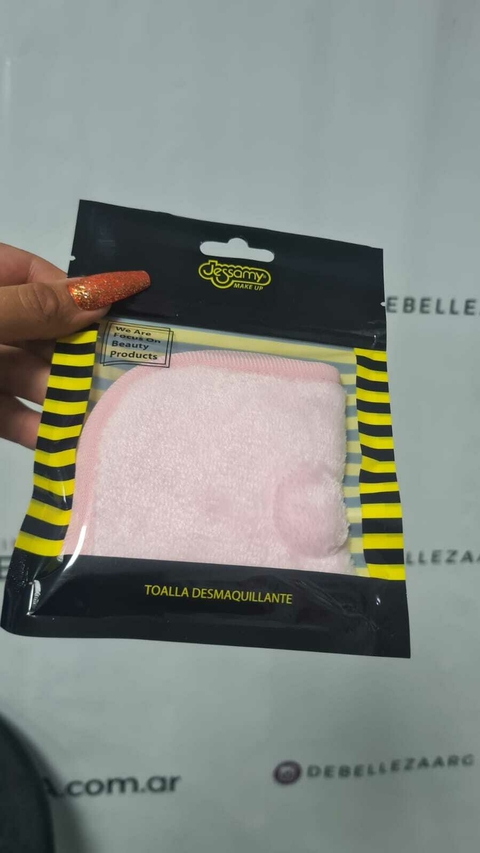 Jessamy
MAKE UP
We Are
Focus On
Beauty
Products
EBELLE
LLEZA
TOALLA DESMAQUILLANTE
A.com.ar
DEBELLEZAARG